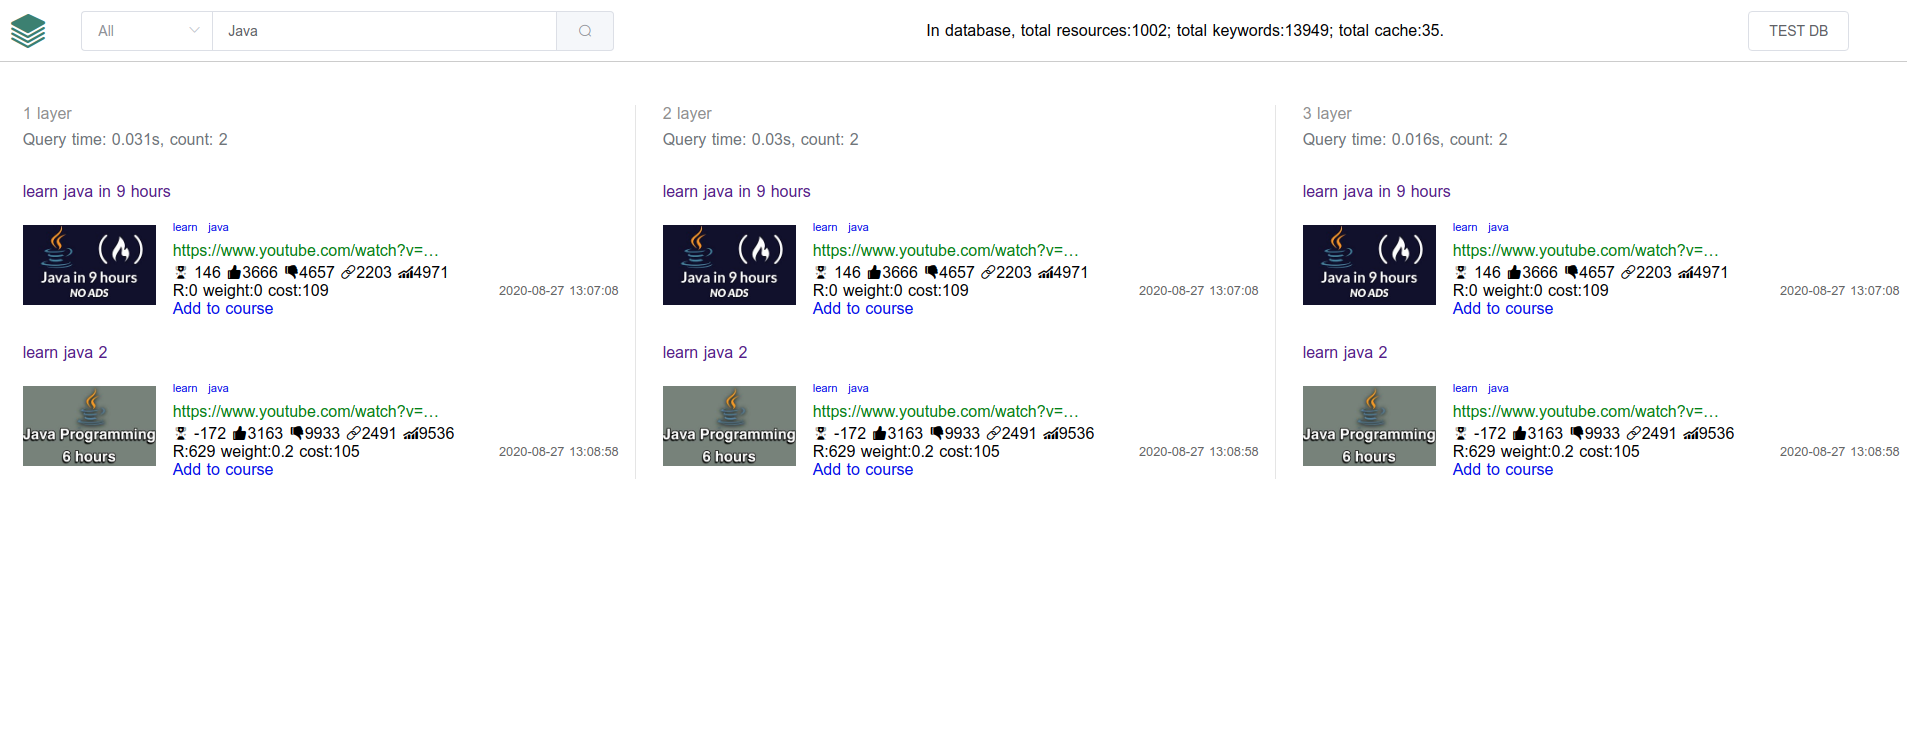 All
Java
In database, total resources:1002; total keywords:13949; total cache:35.
TEST DB
1 layer
Query time: 0.031s, count: 2
learn java in 9 hours
Java in 9 hours
NO ADS
learn java
https://www.youtube.com/watch?v=…
146 3666 4657 2203 4971
R:0 weight:0 cost:109
2020-08-27 13:07:08
Add to course
learn java 2
Java Programming
6 hours
learn java
https://www.youtube.com/watch?v=…
-172 3163 9933 2491 9536
R:629 weight:0.2 cost:105
2020-08-27 13:08:58
Add to course
2 layer
Query time: 0.03s, count: 2
learn java in 9 hours
Java in 9 hours
NO ADS
learn java
https://www.youtube.com/watch?v=…
146 3666 4657 2203 4971
R:0 weight:0 cost:109
2020-08-27 13:07:08
Add to course
learn java 2
Java Programming
6 hours
learn java
https://www.youtube.com/watch?v=…
-172 3163 9933 2491 9536
R:629 weight:0.2 cost:105
2020-08-27 13:08:58
Add to course
3 layer
Query time: 0.016s, count: 2
learn java in 9 hours
Java in 9 hours
NO ADS
learn java
https://www.youtube.com/watch?v=…
146 3666 4657 2203 4971
R:0 weight:0 cost:109
2020-08-27 13:07:08
Add to course
learn java 2
Java Programming
6 hours
learn java
https://www.youtube.com/watch?v=…
-172 3163 9933 2491 9536
R:629 weight:0.2 cost:105
2020-08-27 13:08:58
Add to course